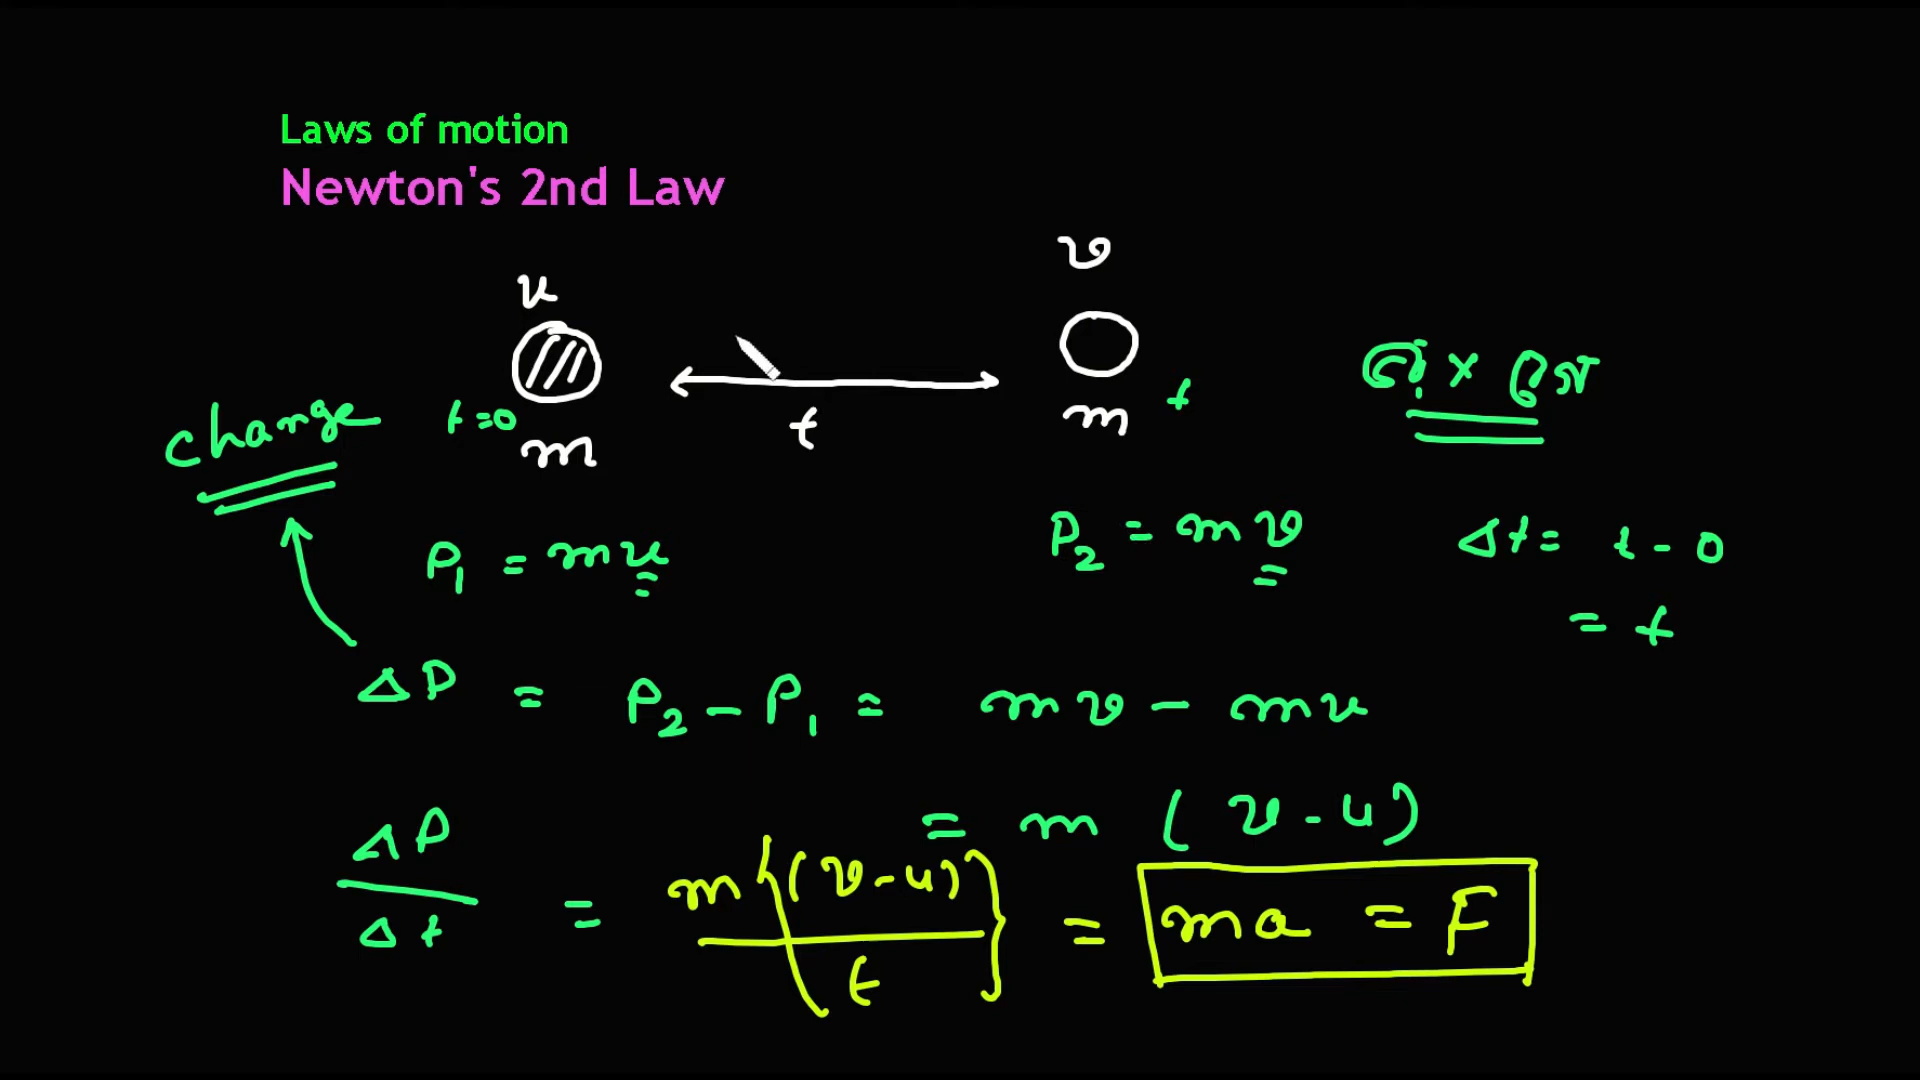 Laws of motion
Newton's 2nd Law
u v
t=0 t t
m m
change
P₁ = mu P₂ = mv Δt = t - 0
= t
ΔP = P₂ - P₁ = mv - mu
= m (v - u)
ΔP/Δt = m{(v-u)/t} = ma = F